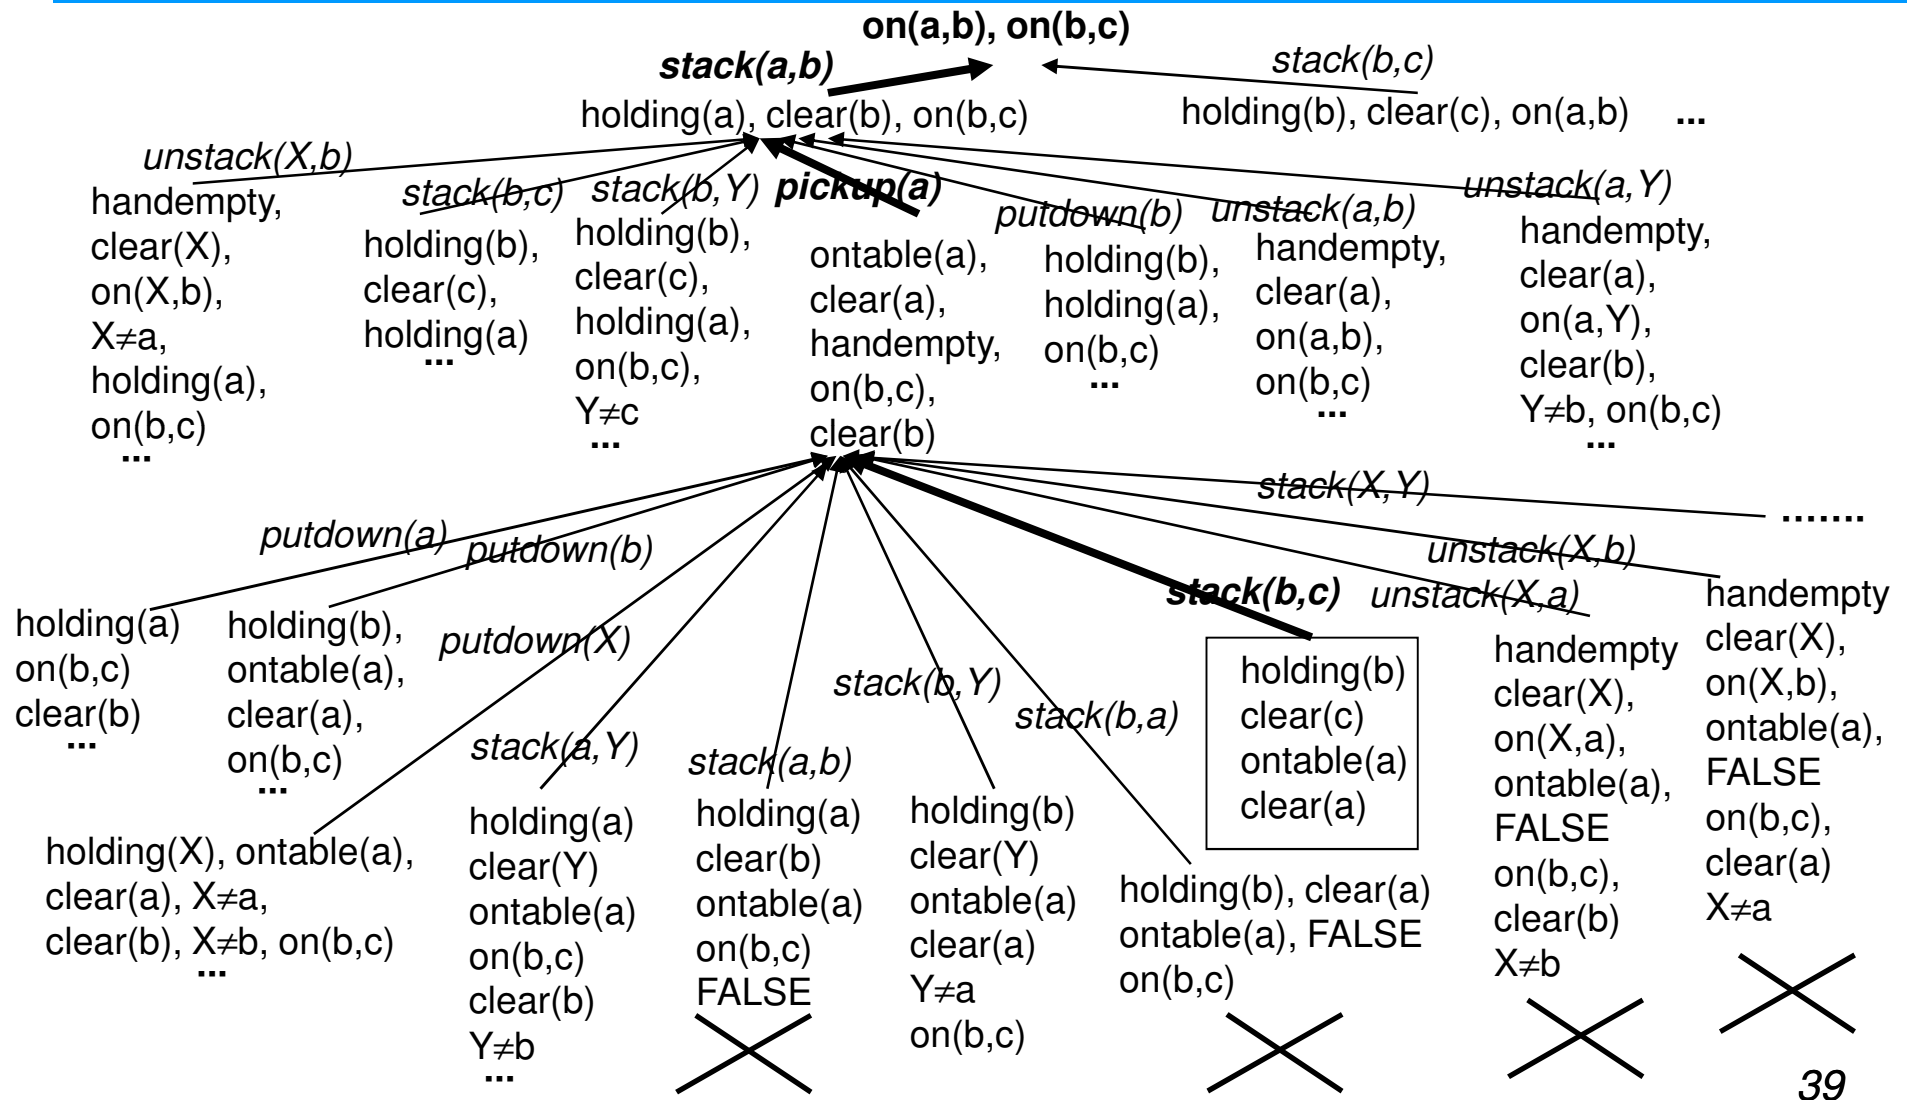 on(a,b), on(b,c)
stack(a,b)
stack(b,c)
holding(a), clear(b), on(b,c)
holding(b), clear(c), on(a,b) ...
unstack(X,b)
handempty,
clear(X),
on(X,b),
X≠a,
holding(a),
on(b,c)
...
stack(b,c)
holding(b),
clear(c),
holding(a)
...
stack(b,Y)
holding(b),
clear(c),
holding(a),
on(b,c),
Y≠c
...
pickup(a)
ontable(a),
clear(a),
handempty,
on(b,c),
clear(b)
putdown(b)
holding(b),
holding(a),
on(b,c)
...
unstack(a,b)
handempty,
clear(a),
on(a,b),
on(b,c)
...
unstack(a,Y)
handempty,
clear(a),
on(a,Y),
clear(b),
Y≠b, on(b,c)
...
putdown(a)
holding(a)
on(b,c)
clear(b)
...
putdown(b)
holding(b),
ontable(a),
clear(a),
on(b,c)
...
putdown(X)
holding(X), ontable(a),
clear(a), X≠a,
clear(b), X≠b, on(b,c)
...
stack(a,Y)
holding(a)
clear(Y)
ontable(a)
on(b,c)
clear(b)
Y≠b
...
stack(a,b)
holding(a)
clear(b)
ontable(a)
on(b,c)
FALSE
stack(b,Y)
holding(b)
clear(Y)
ontable(a)
clear(a)
Y≠a
on(b,c)
stack(b,a)
holding(b), clear(a)
ontable(a), FALSE
on(b,c)
stack(b,c)
holding(b)
clear(c)
ontable(a)
clear(a)
unstack(X,a)
handempty
clear(X),
on(X,a),
ontable(a),
FALSE
on(b,c),
clear(b)
X≠b
unstack(X,b)
handempty
clear(X),
on(X,b),
ontable(a),
FALSE
on(b,c),
clear(a)
X≠a
stack(X,Y)
.......
39